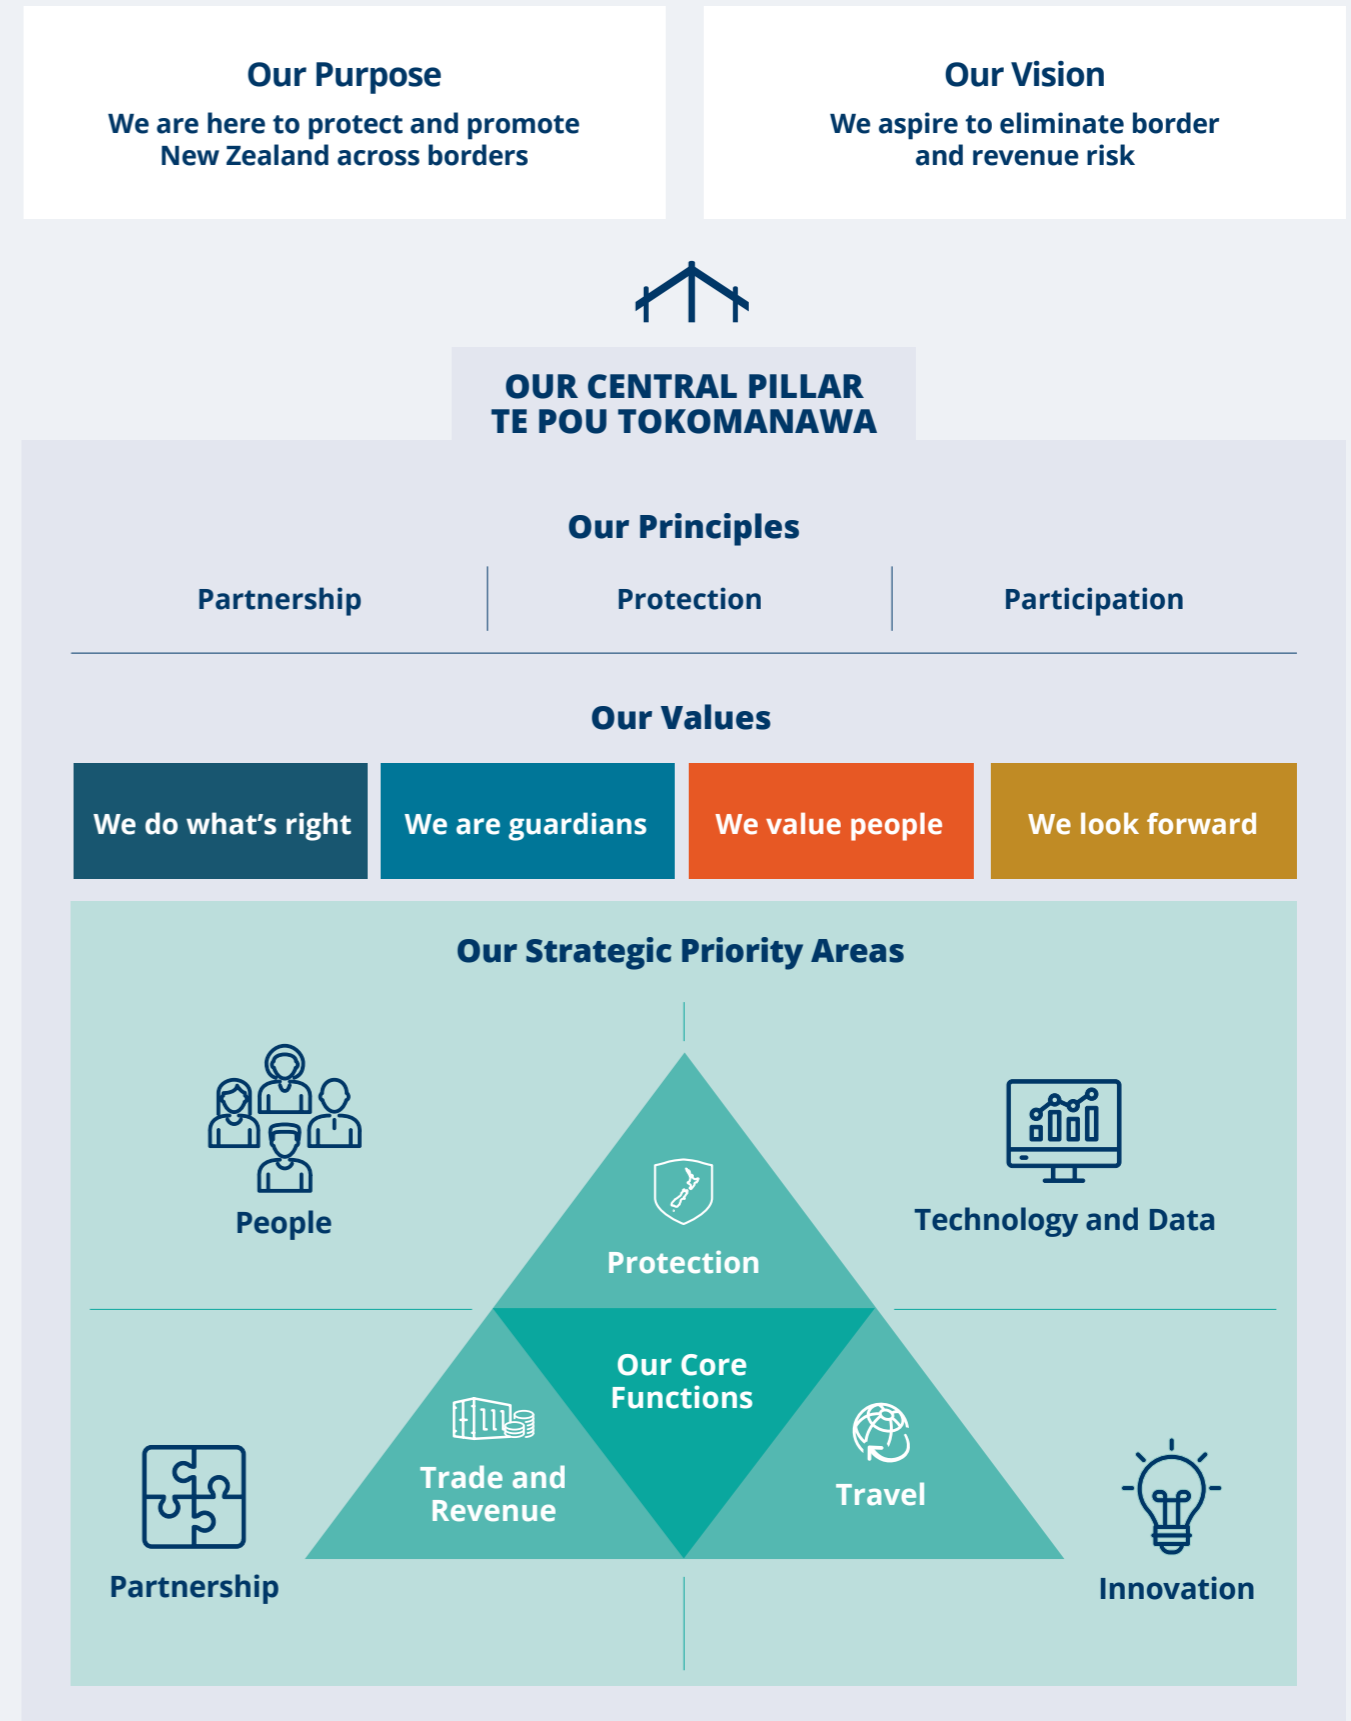 Our Purpose
We are here to protect and promote
New Zealand across borders
Our Vision
We aspire to eliminate border
and revenue risk
OUR CENTRAL PILLAR
TE POU TOKOMANAWA
Our Principles
Partnership
Protection
Participation
Our Values
We do what’s right
We are guardians
We value people
We look forward
Our Strategic Priority Areas
People
Technology and Data
Protection
Our Core
Functions
Trade and
Revenue
Travel
Partnership
Innovation